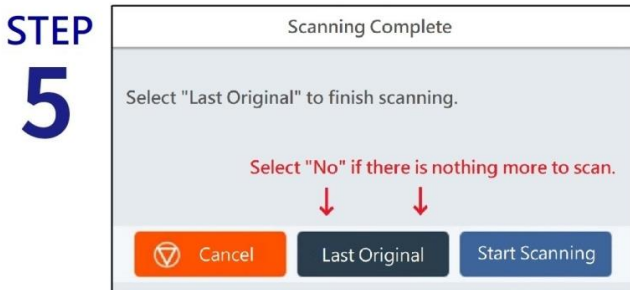 STEP
5
Scanning Complete
Select "Last Original" to finish scanning.
Select "No" if there is nothing more to scan.
Cancel
Last Original
Start Scanning